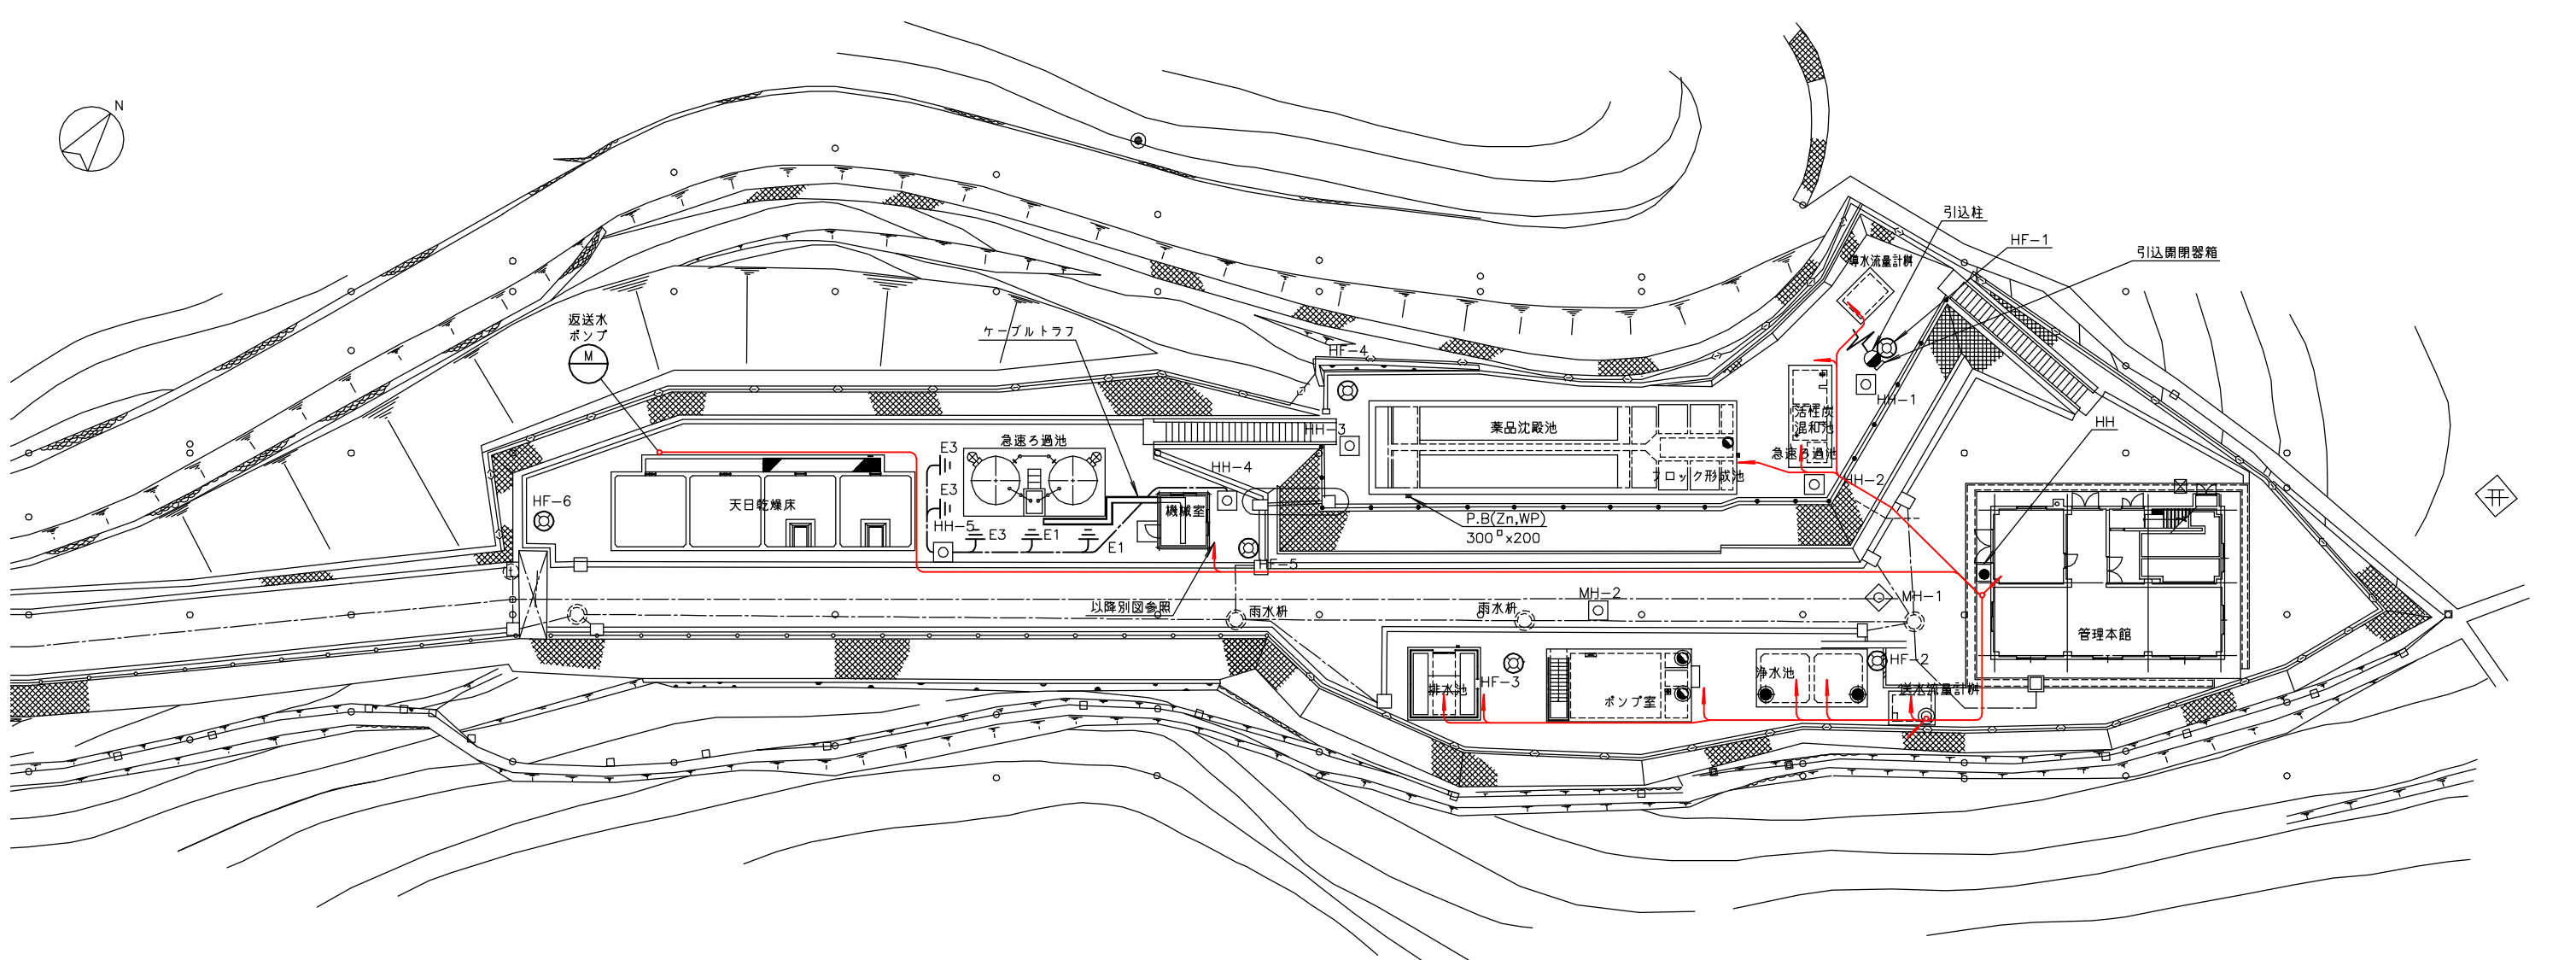 N
引込柱
HF-1
引込開閉器箱
導水流量計桝
返送水
ポンプ
M
ケーブルトラフ
HF-4
HH-1
活性炭
混和池
HH
急速ろ過池
薬品沈殿池
HH-3
急速ろ過池
E3
HH-4
フロック形成池
HH-2
E3
HF-6
天日乾燥床
機械室
P.B(Zn,WP)
300□x200
HH-5
E3
E1
E1
HF-5
以降別図参照
雨水桝
雨水桝
MH-2
MH-1
管理本館
HF-2
浄水池
HF-3
排水池
ポンプ室
送水流量計桝